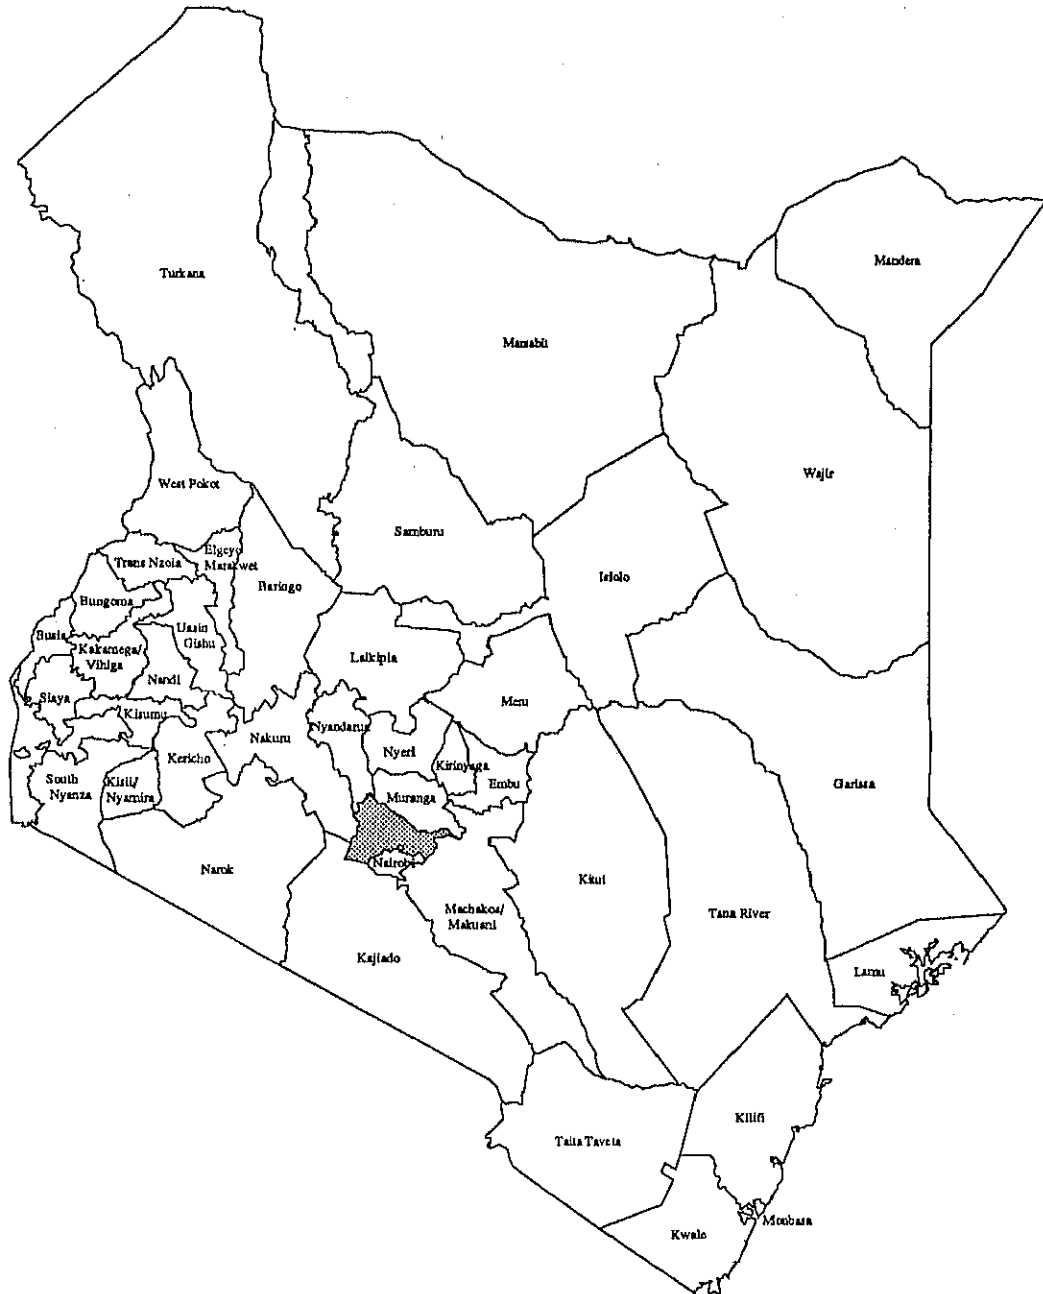 Turkana
Mandera
Marsabit
Wajir
West Pokot
Samburu
Elgeyo
Marakwet
Trans Nzoia
Isiolo
Baringo
Bungoma
Uasin
Gishu
Busia
Kakamega/
Vihiga
Laikipia
Nandi
Siaya
Meru
Kisumu
Nyandarua
Nakuru
Nyeri
Kericho
Kirinyaga
South
Nyanza
Kisii/
Nyamira
Embu
Garissa
Muranga
Nairobi
Narok
Kitui
Machakos/
Makueni
Tana River
Kajiado
Lamu
Kilifi
Taita Taveta
Mombasa
Kwale